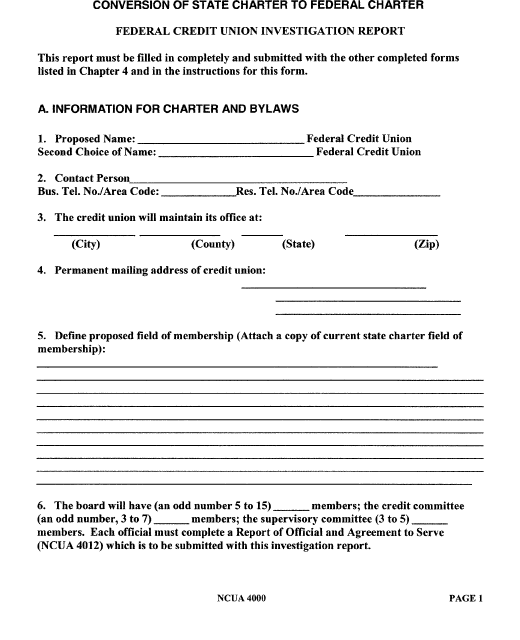 CONVERSION OF STATE CHARTER TO FEDERAL CHARTER
FEDERAL CREDIT UNION INVESTIGATION REPORT
This report must be filled in completely and submitted with the other completed forms
listed in Chapter 4 and in the instructions for this form.
A. INFORMATION FOR CHARTER AND BYLAWS
1. Proposed Name: ______________________________ Federal Credit Union
Second Choice of Name: ____________________________ Federal Credit Union
2. Contact Person_______________________________________
Bus. Tel. No./Area Code: _____________Res. Tel. No./Area Code________________
3. The credit union will maintain its office at:
(City) (County) (State) (Zip)
4. Permanent mailing address of credit union:
5. Define proposed field of membership (Attach a copy of current state charter field of
membership):
6. The board will have (an odd number 5 to 15) ______ members; the credit committee
(an odd number, 3 to 7) ______ members; the supervisory committee (3 to 5) ______
members. Each official must complete a Report of Official and Agreement to Serve
(NCUA 4012) which is to be submitted with this investigation report.
NCUA 4000 PAGE 1